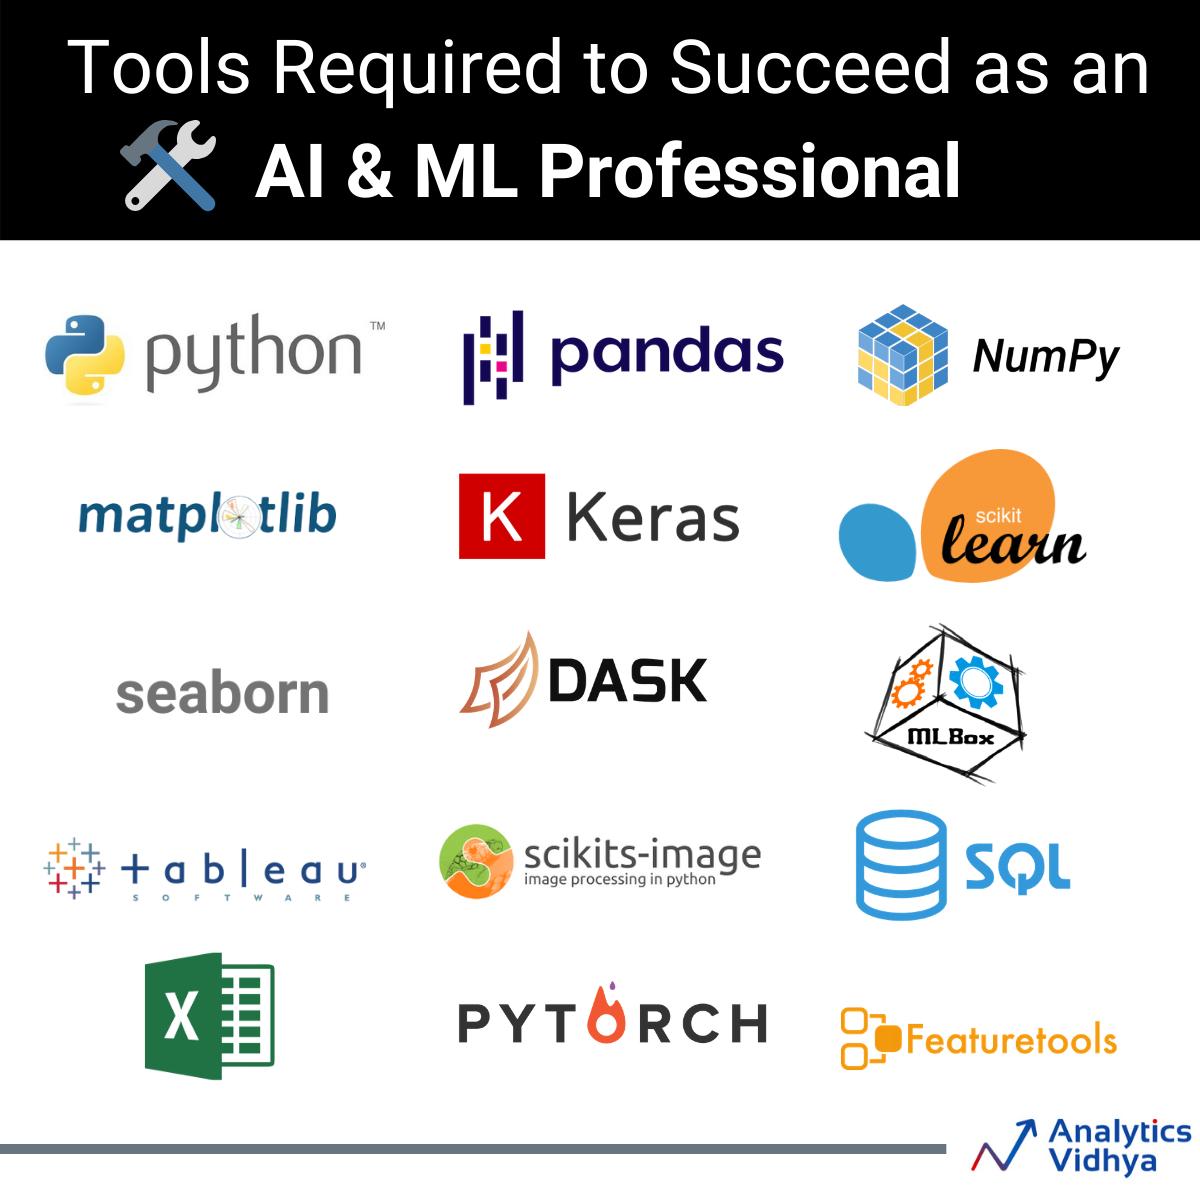 Tools Required to Succeed as an
AI & ML Professional
python™
pandas
NumPy
matplotlib
K Keras
scikit
learn
seaborn
DASK
MLBox
+ableau®
SOFTWARE
scikits-image
image processing in python
SQL
X
PYTORCH
Featuretools
Analytics
Vidhya